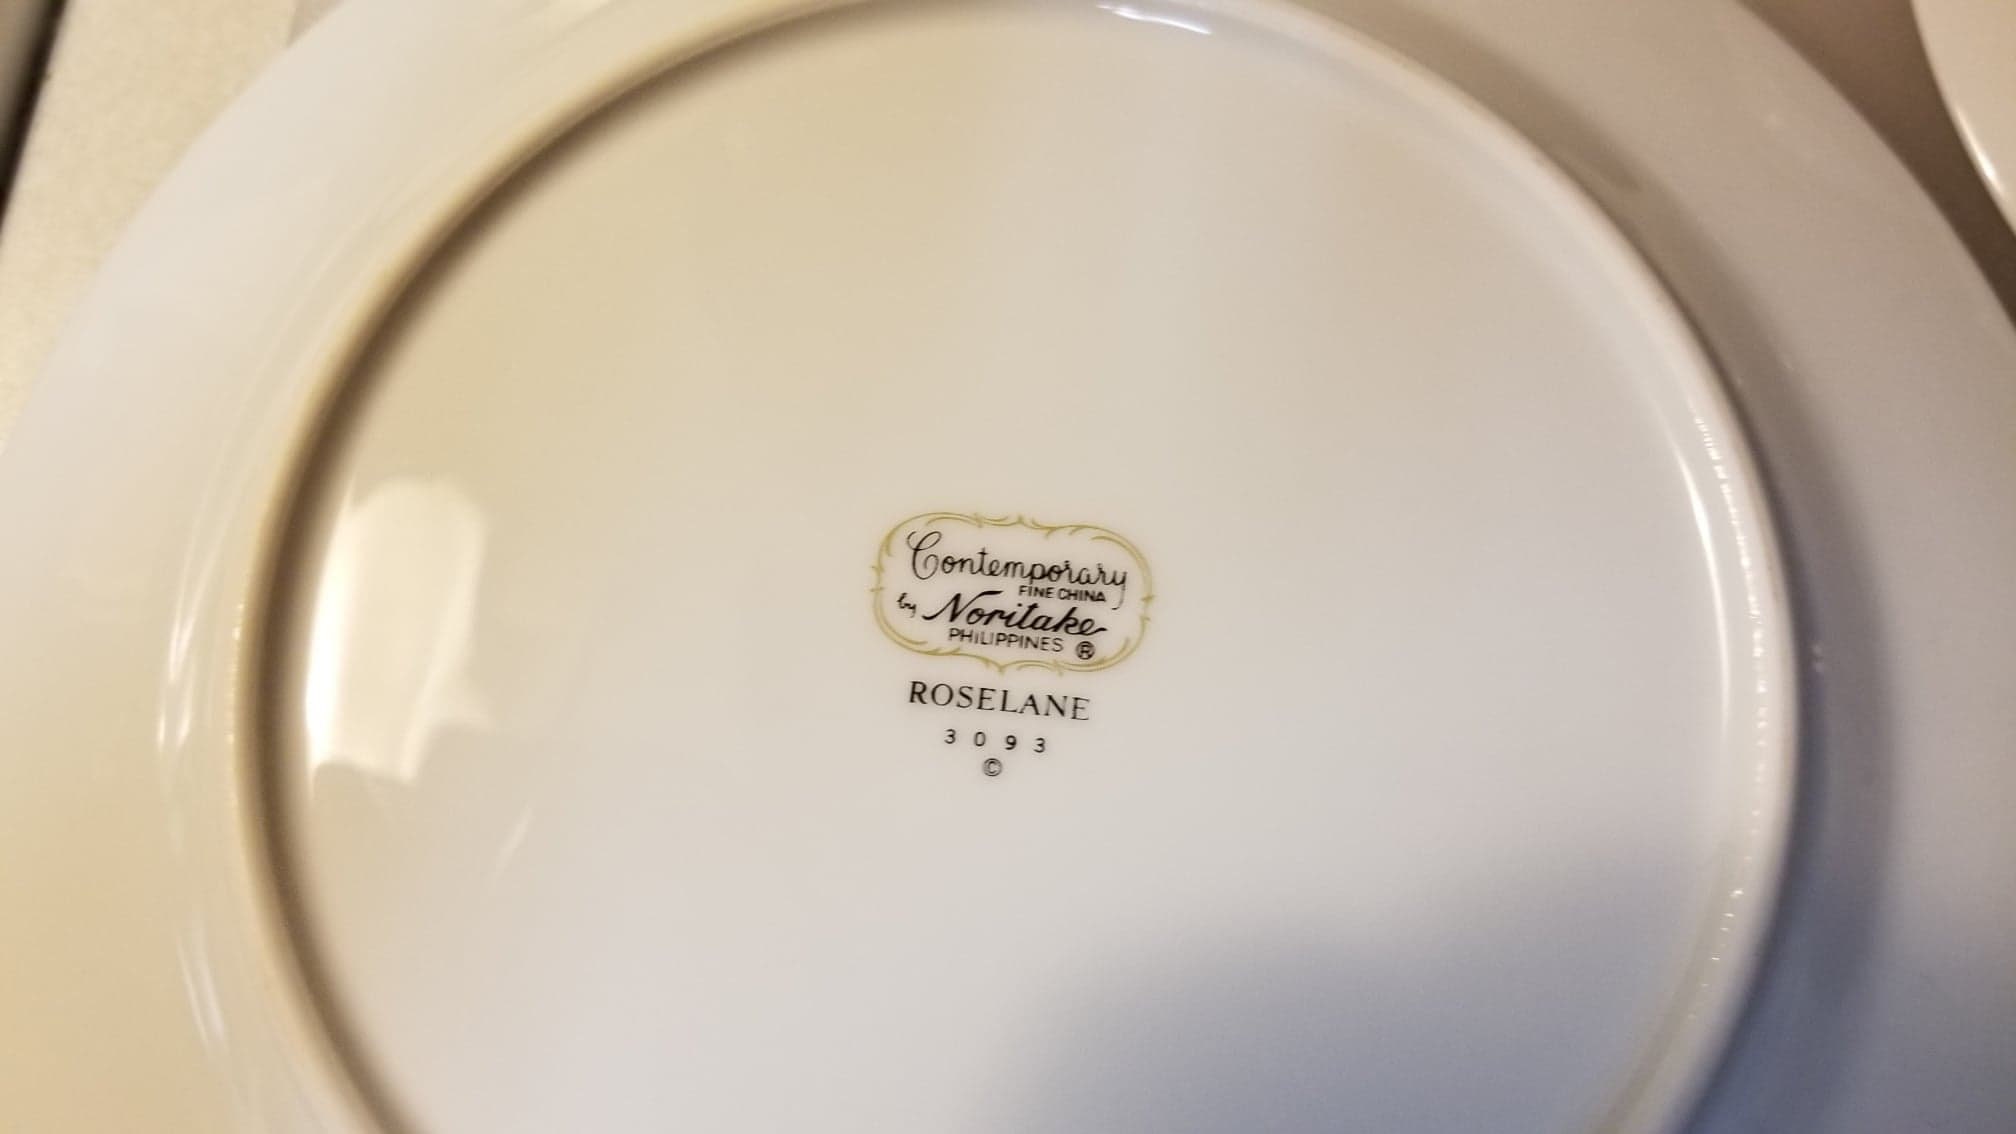 Contemporary
FINE CHINA
by Noritake
PHILIPPINES ®
ROSELANE
3093
©